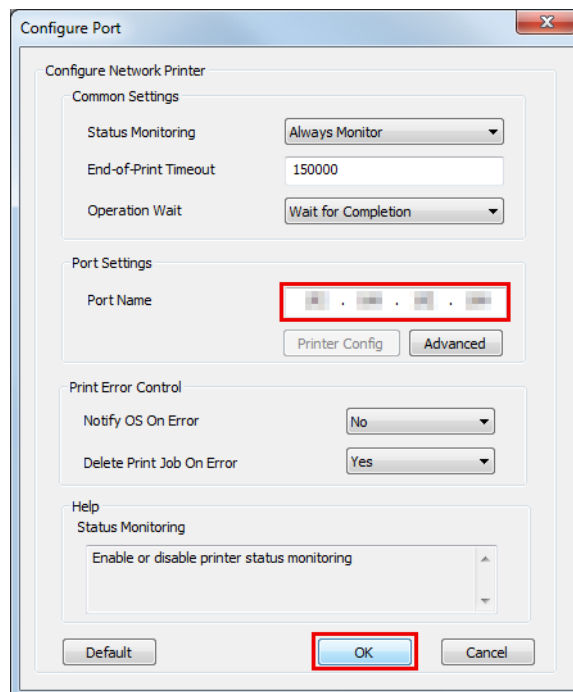 Configure Port
Configure Network Printer
Common Settings
Status Monitoring Always Monitor
End-of-Print Timeout 150000
Operation Wait Wait for Completion
Port Settings
Port Name . . .
Printer Config Advanced
Print Error Control
Notify OS On Error No
Delete Print Job On Error Yes
Help
Status Monitoring
Enable or disable printer status monitoring
Default OK Cancel